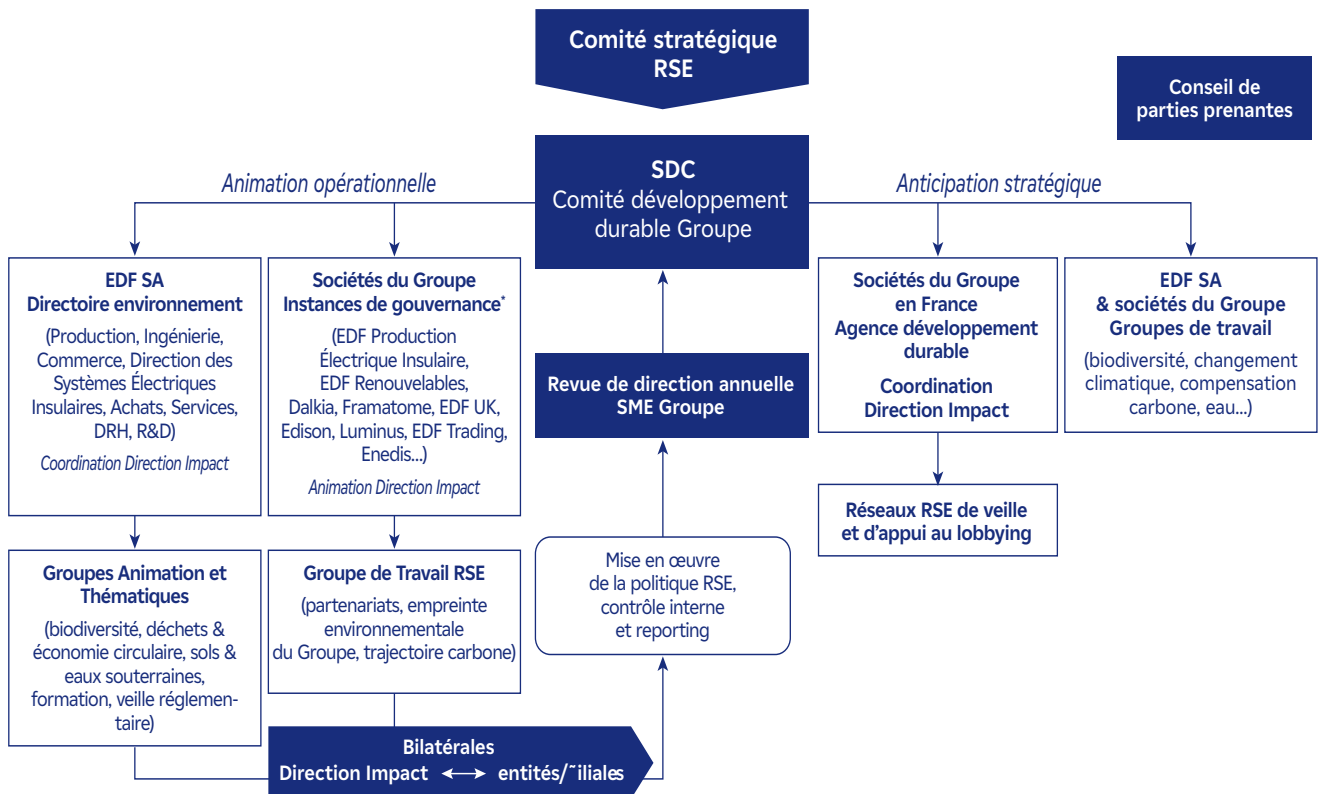 Comité stratégique
RSE
Conseil de
parties prenantes
SDC
Comité développement
durable Groupe
Animation opérationnelle
Anticipation stratégique
EDF SA
Directoire environnement
(Production, Ingénierie,
Commerce, Direction des
Systèmes Électriques
Insulaires, Achats, Services,
DRH, R&D)
Coordination Direction Impact
Sociétés du Groupe
Instances de gouvernance*
(EDF Production
Électrique Insulaire,
EDF Renouvelables,
Dalkia, Framatome, EDF UK,
Edison, Luminus, EDF Trading,
Enedis...)
Animation Direction Impact
Revue de direction annuelle
SME Groupe
Sociétés du Groupe
en France
Agence développement
durable
Coordination
Direction Impact
EDF SA
& sociétés du Groupe
Groupes de travail
(biodiversité, changement
climatique, compensation
carbone, eau...)
Réseaux RSE de veille
et d'appui au lobbying
Groupes Animation et
Thématiques
(biodiversité, déchets &
économie circulaire, sols &
eaux souterraines,
formation, veille réglemen-
taire)
Groupe de Travail RSE
(partenariats, empreinte
environnementale
du Groupe, trajectoire carbone)
Mise en œuvre
de la politique RSE,
contrôle interne
et reporting
Bilatérales
Direction Impact ⟷ entités/˜iliales